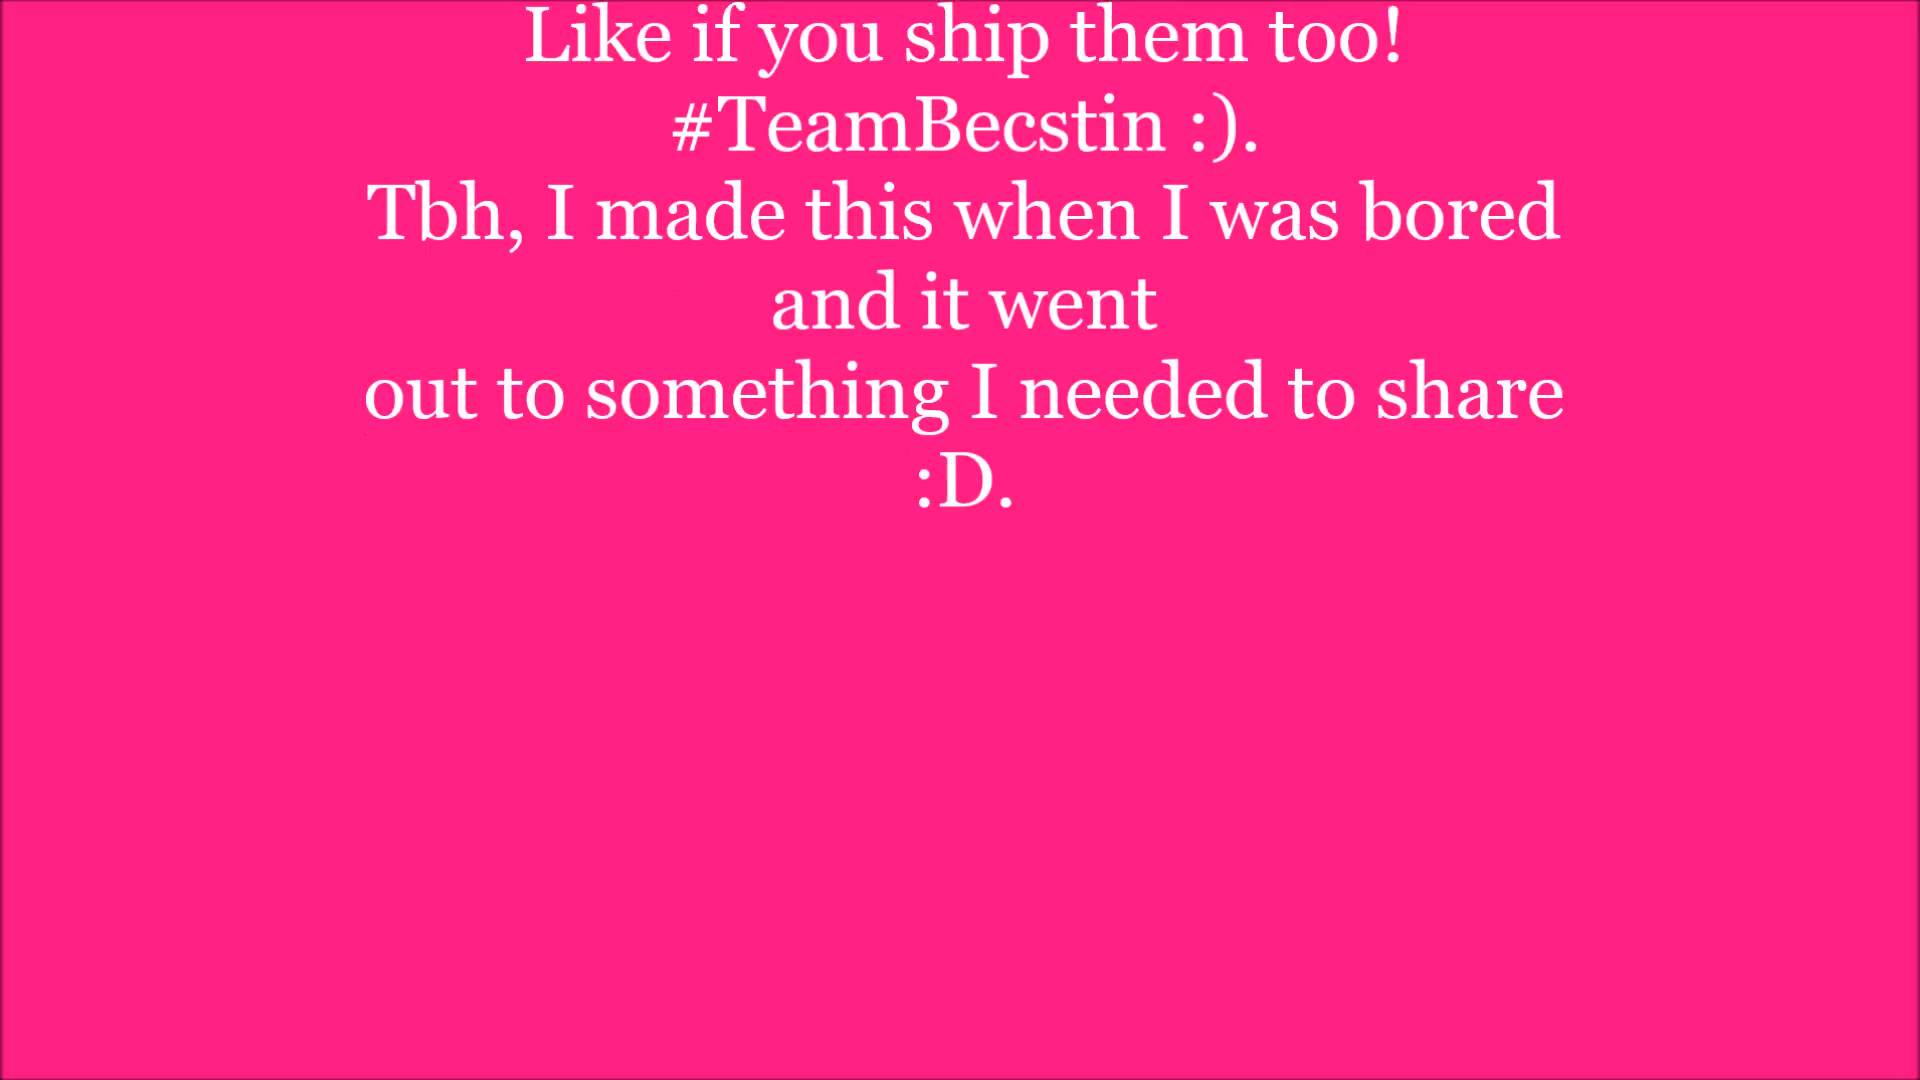 Like if you ship them too!
#TeamBecstin :).
Tbh, I made this when I was bored
and it went
out to something I needed to share
:D.